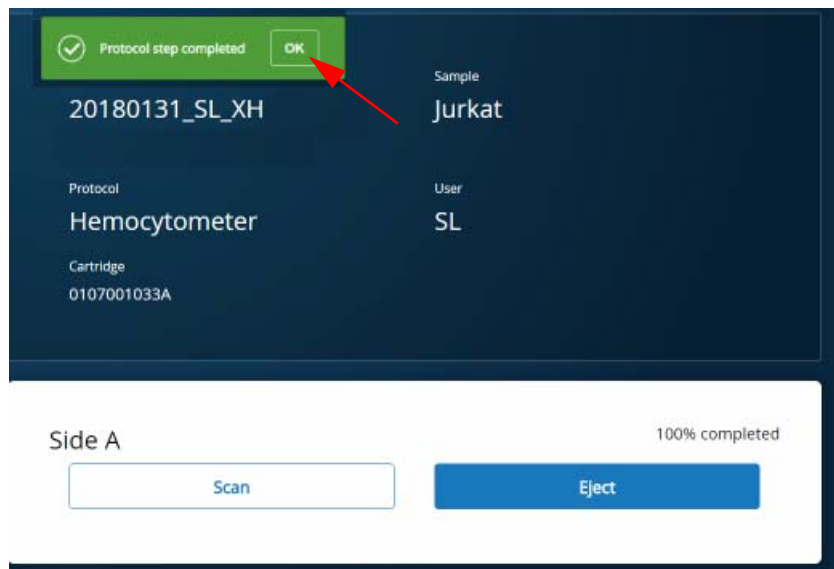 Protocol step completed OK
Sample
20180131_SL_XH Jurkat
Protocol User
Hemocytometer SL
Cartridge
0107001033A
Side A 100% completed
Scan Eject